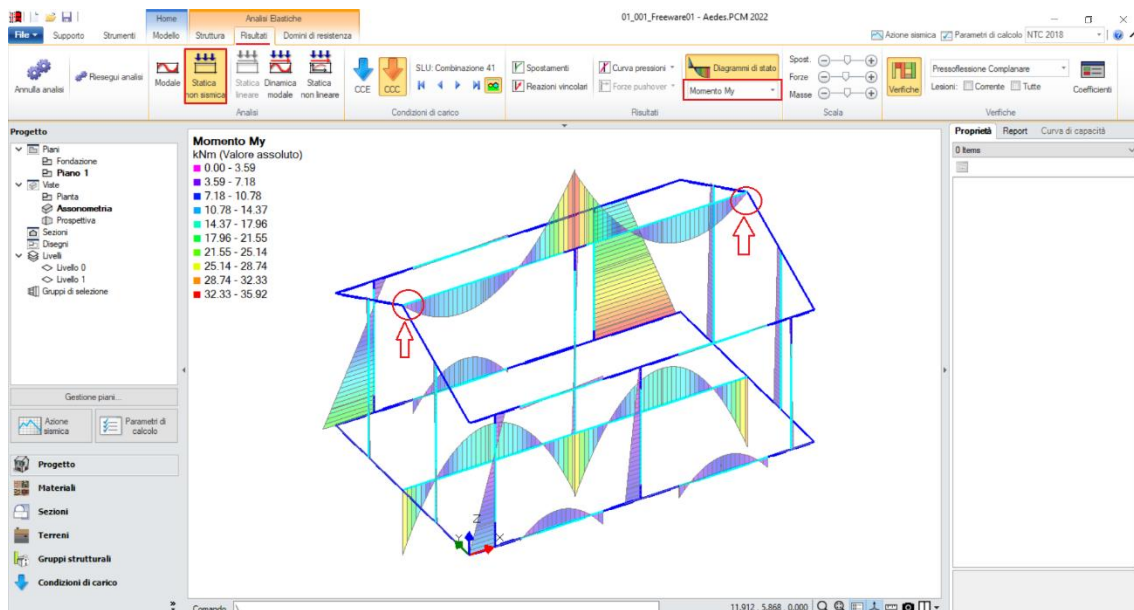 01_001_Freeware01 - Aedes.PCM 2022
Home
Analisi Elastiche
File
Supporto
Strumenti
Modello
Struttura
Risultati
Domini di resistenza
Azione sismica
Parametri di calcolo
NTC 2018
Annulla analisi
Riesegui analisi
Modale
Statica
non sismica
Statica
lineare
Dinamica
modale
Statica
non lineare
Analisi
CCE
CCC
SLU: Combinazione 41
Condizioni di carico
Spostamenti
Reazioni vincolari
Curva pressioni
Forze pushover
Diagrammi di stato
Momento My
Risultati
Spost.
Forze
Masse
Scala
Verifiche
Pressoflessione Complanare
Lesioni:
Corrente
Tutte
Coefficienti
Verifiche
Progetto
Piani
Fondazione
Piano 1
Viste
Pianta
Assonometria
Prospettiva
Sezioni
Disegni
Livelli
Livello 0
Livello 1
Gruppi di selezione
Gestione piani...
Azione
sismica
Parametri di
calcolo
Progetto
Materiali
Sezioni
Terreni
Gruppi strutturali
Condizioni di carico
Momento My
kNm (Valore assoluto)
0.00 - 3.59
3.59 - 7.18
7.18 - 10.78
10.78 - 14.37
14.37 - 17.96
17.96 - 21.55
21.55 - 25.14
25.14 - 28.74
28.74 - 32.33
32.33 - 35.92
Z
Y
X
Proprietà
Report
Curva di capacità
0 Items
Comando
11.912 5.868 0.000